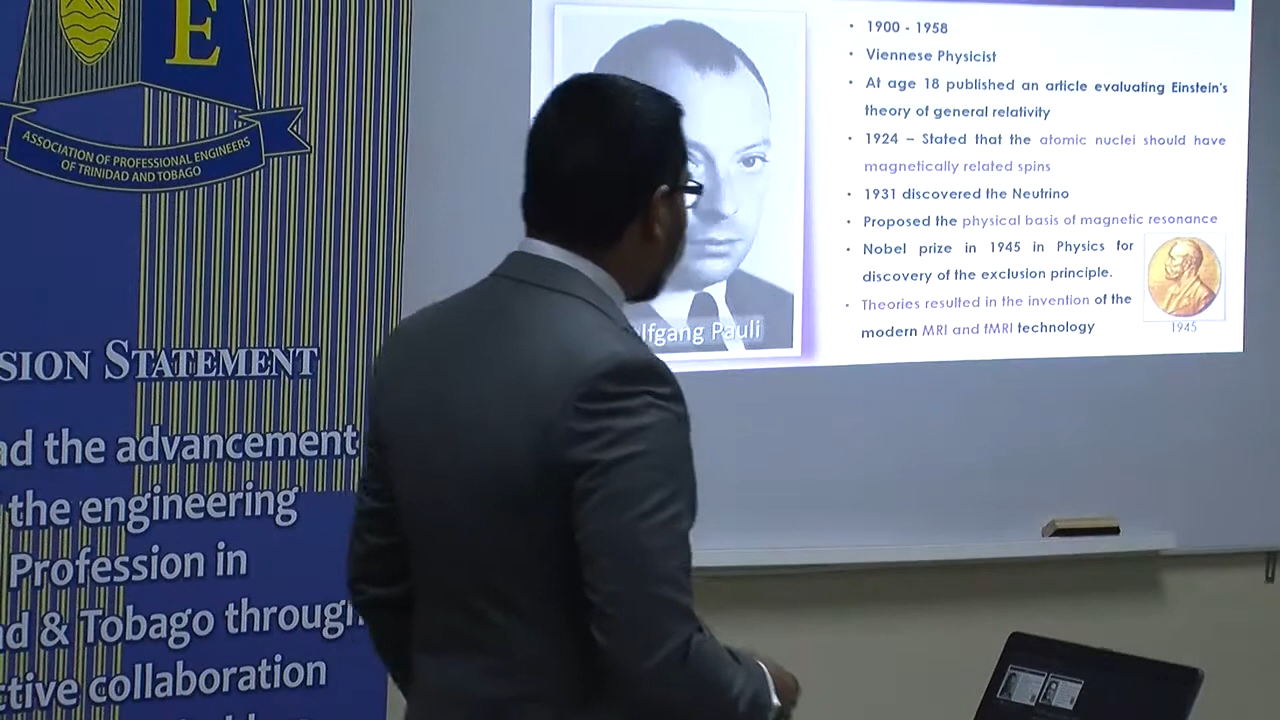 E
ASSOCIATION OF PROFESSIONAL ENGINEERS
OF TRINIDAD AND TOBAGO
SION STATEMENT
ad the advancement
the engineering
Profession in
ad & Tobago through
ctive collaboration
lfgang Pauli
• 1900 - 1958
• Viennese Physicist
• At age 18 published an article evaluating Einstein's
theory of general relativity
• 1924 – Stated that the atomic nuclei should have
magnetically related spins
• 1931 discovered the Neutrino
• Proposed the physical basis of magnetic resonance
• Nobel prize in 1945 in Physics for
discovery of the exclusion principle.
• Theories resulted in the invention of the
modern MRI and fMRI technology
1945